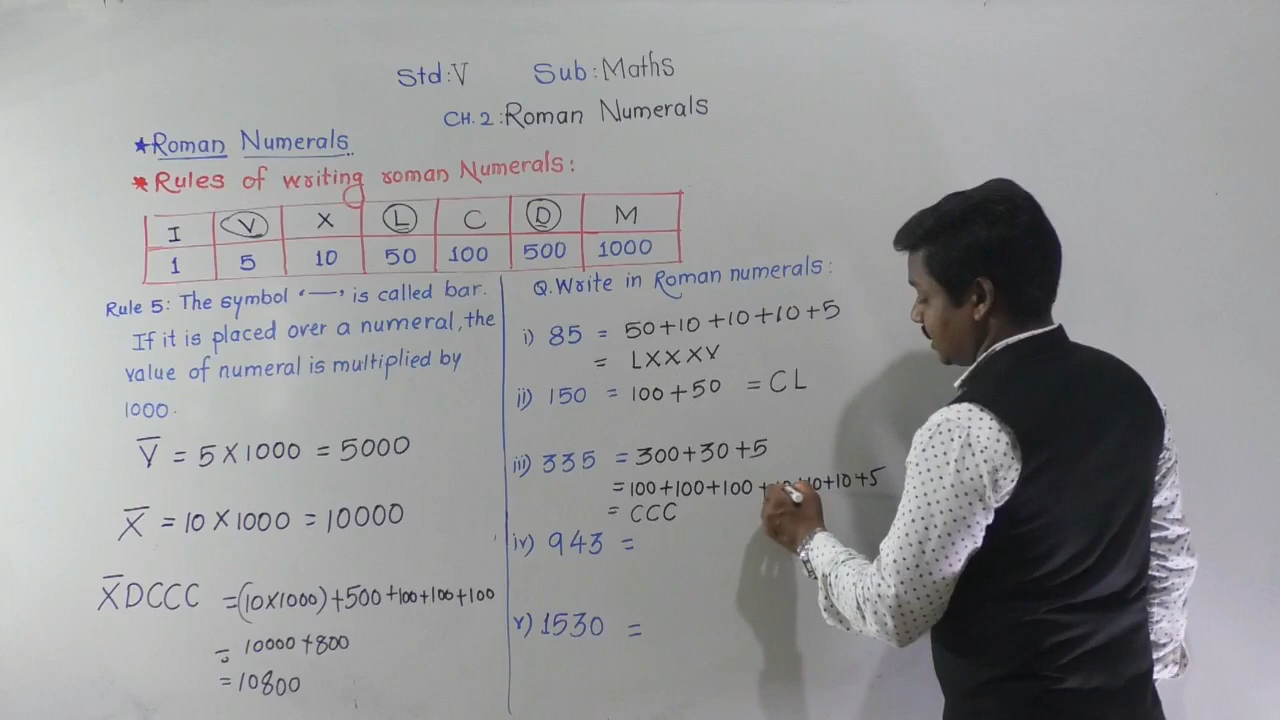 Std:V Sub:Maths
CH.2:Roman Numerals
*Roman Numerals
*Rules of writing roman Numerals:
I V X L C D M
1 5 10 50 100 500 1000
Rule 5: The symbol ‘—’ is called bar.
If it is placed over a numeral, the
value of numeral is multiplied by
1000.
V̅ = 5×1000 = 5000
X̅ = 10×1000 = 10000
X̅DCCC = (10×1000)+500+100+100+100
= 10000+800
= 10800
Q.Write in Roman numerals:
i) 85 = 50+10+10+10+5
= LXXXV
ii) 150 = 100+50 = CL
iii) 335 = 300+30+5
= 100+100+100+ +10+5
= CCC
iv) 943 =
v) 1530 =